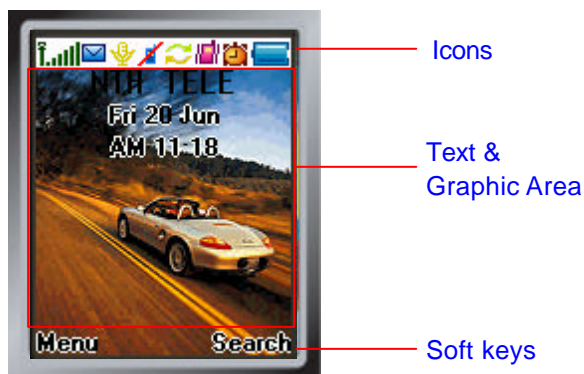 Icons
NTH TELE
Fri 20 Jun
AM 11-18
Text &
Graphic Area
Menu Search
Soft keys